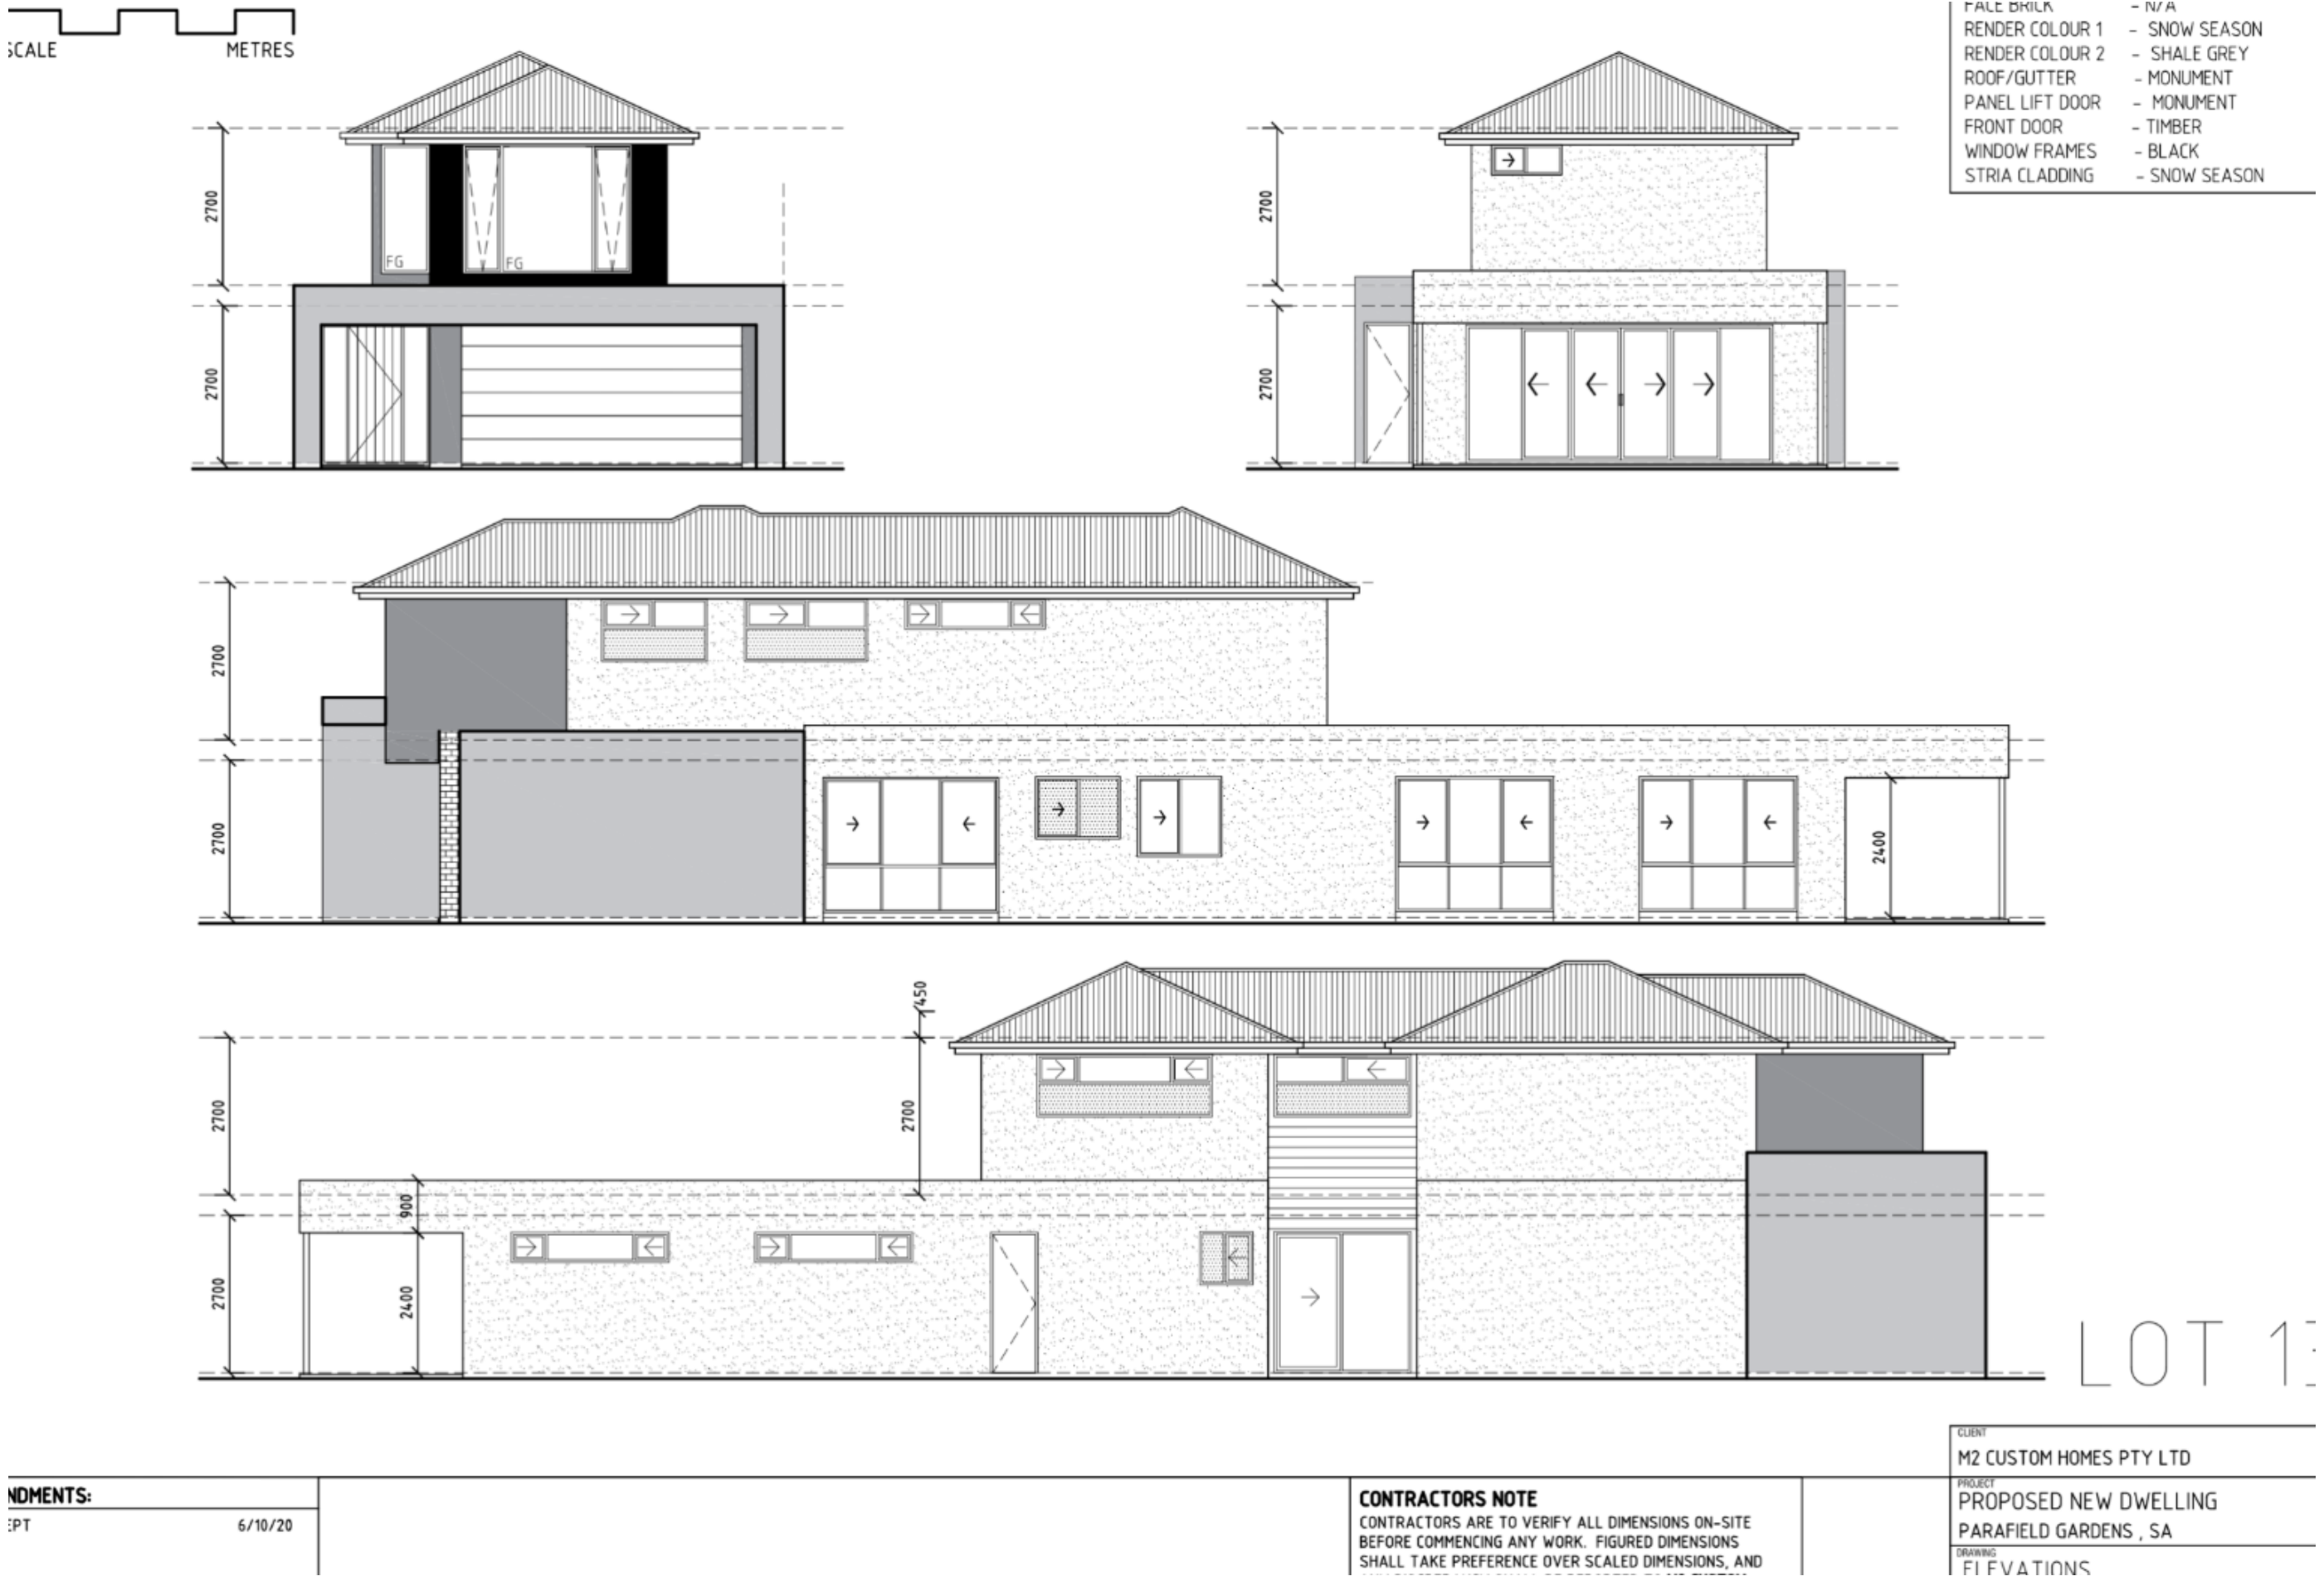 SCALE METRES
FACE BRICK - N/A
RENDER COLOUR 1 - SNOW SEASON
RENDER COLOUR 2 - SHALE GREY
ROOF/GUTTER - MONUMENT
PANEL LIFT DOOR - MONUMENT
FRONT DOOR - TIMBER
WINDOW FRAMES - BLACK
STRIA CLADDING - SNOW SEASON
2700
2700
FG
FG
2700
2700
2700
2700
2400
450
2700
2700
900
2700
2400
LOT
CLIENT
M2 CUSTOM HOMES PTY LTD
PROJECT
PROPOSED NEW DWELLING
PARAFIELD GARDENS , SA
DRAWING
ELEVATIONS
NDMENTS:
EPT 6/10/20
CONTRACTORS NOTE
CONTRACTORS ARE TO VERIFY ALL DIMENSIONS ON-SITE
BEFORE COMMENCING ANY WORK. FIGURED DIMENSIONS
SHALL TAKE PREFERENCE OVER SCALED DIMENSIONS, AND